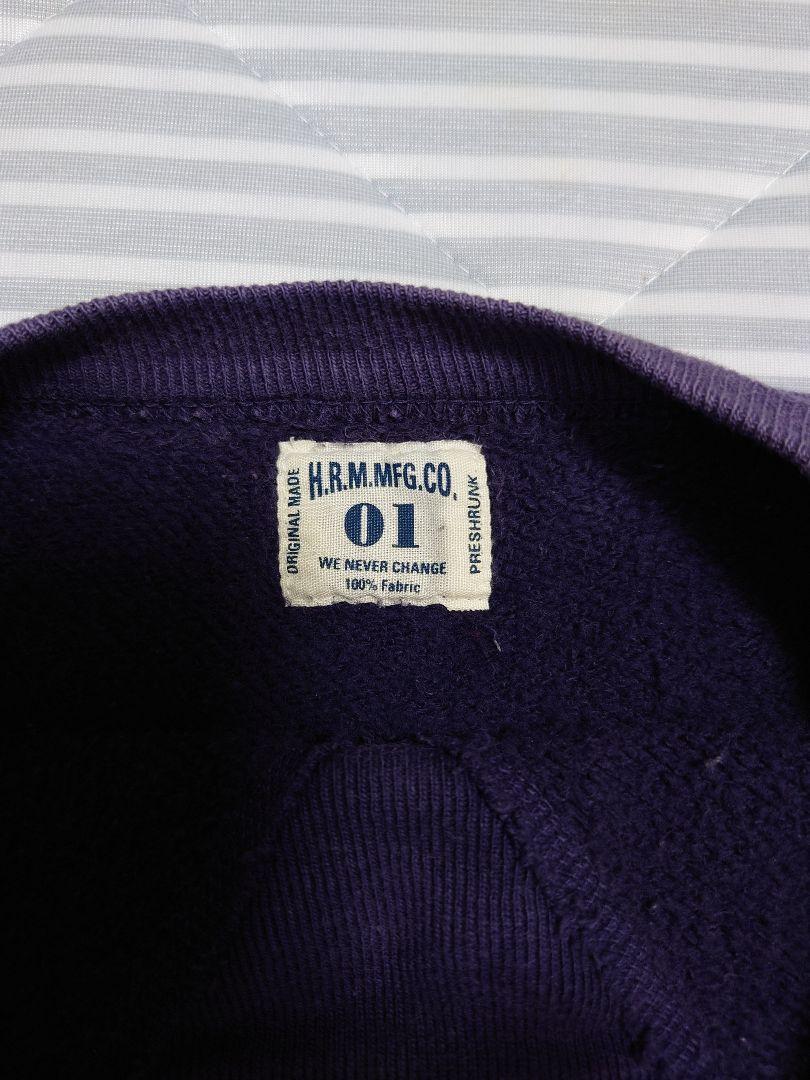 H.R.M.MFG.CO.
ORIGINAL MADE
01
PRESHRUNK
WE NEVER CHANGE
100% Fabric